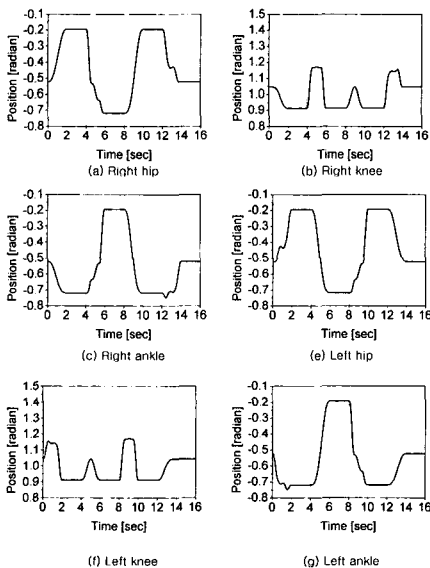 -0.1
-0.2
-0.3
-0.4
-0.5
-0.6
-0.7
-0.8
0 2 4 6 8 10 12 14 16
Position [radian]
Time [sec]
(a) Right hip
1.5
1.4
1.3
1.2
1.1
1.0
0.9
0.8
0 2 4 6 8 10 12 14 16
Position [radian]
Time [sec]
(b) Right knee
-0.1
-0.2
-0.3
-0.4
-0.5
-0.6
-0.7
-0.8
0 2 4 6 8 10 12 14 16
Position [radian]
Time [sec]
(c) Right ankle
-0.1
-0.2
-0.3
-0.4
-0.5
-0.6
-0.7
-0.8
0 2 4 6 8 10 12 14 16
Position [radian]
Time [sec]
(e) Left hip
1.5
1.4
1.3
1.2
1.1
1.0
0.9
0.8
0 2 4 6 8 10 12 14 16
Position [radian]
Time [sec]
(f) Left knee
-0.1
-0.2
-0.3
-0.4
-0.5
-0.6
-0.7
-0.8
0 2 4 6 8 10 12 14 16
Position [radian]
Time [sec]
(g) Left ankle